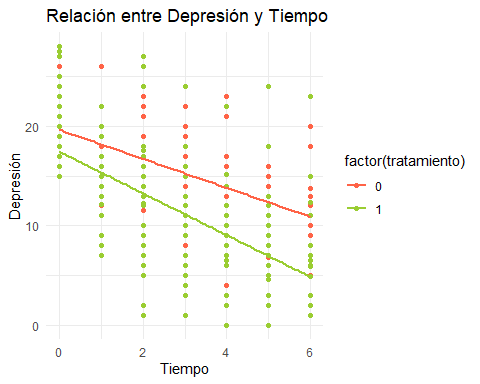 Relación entre Depresión y Tiempo
Depresión
20
10
0
0
2
4
6
Tiempo
factor(tratamiento)
0
1